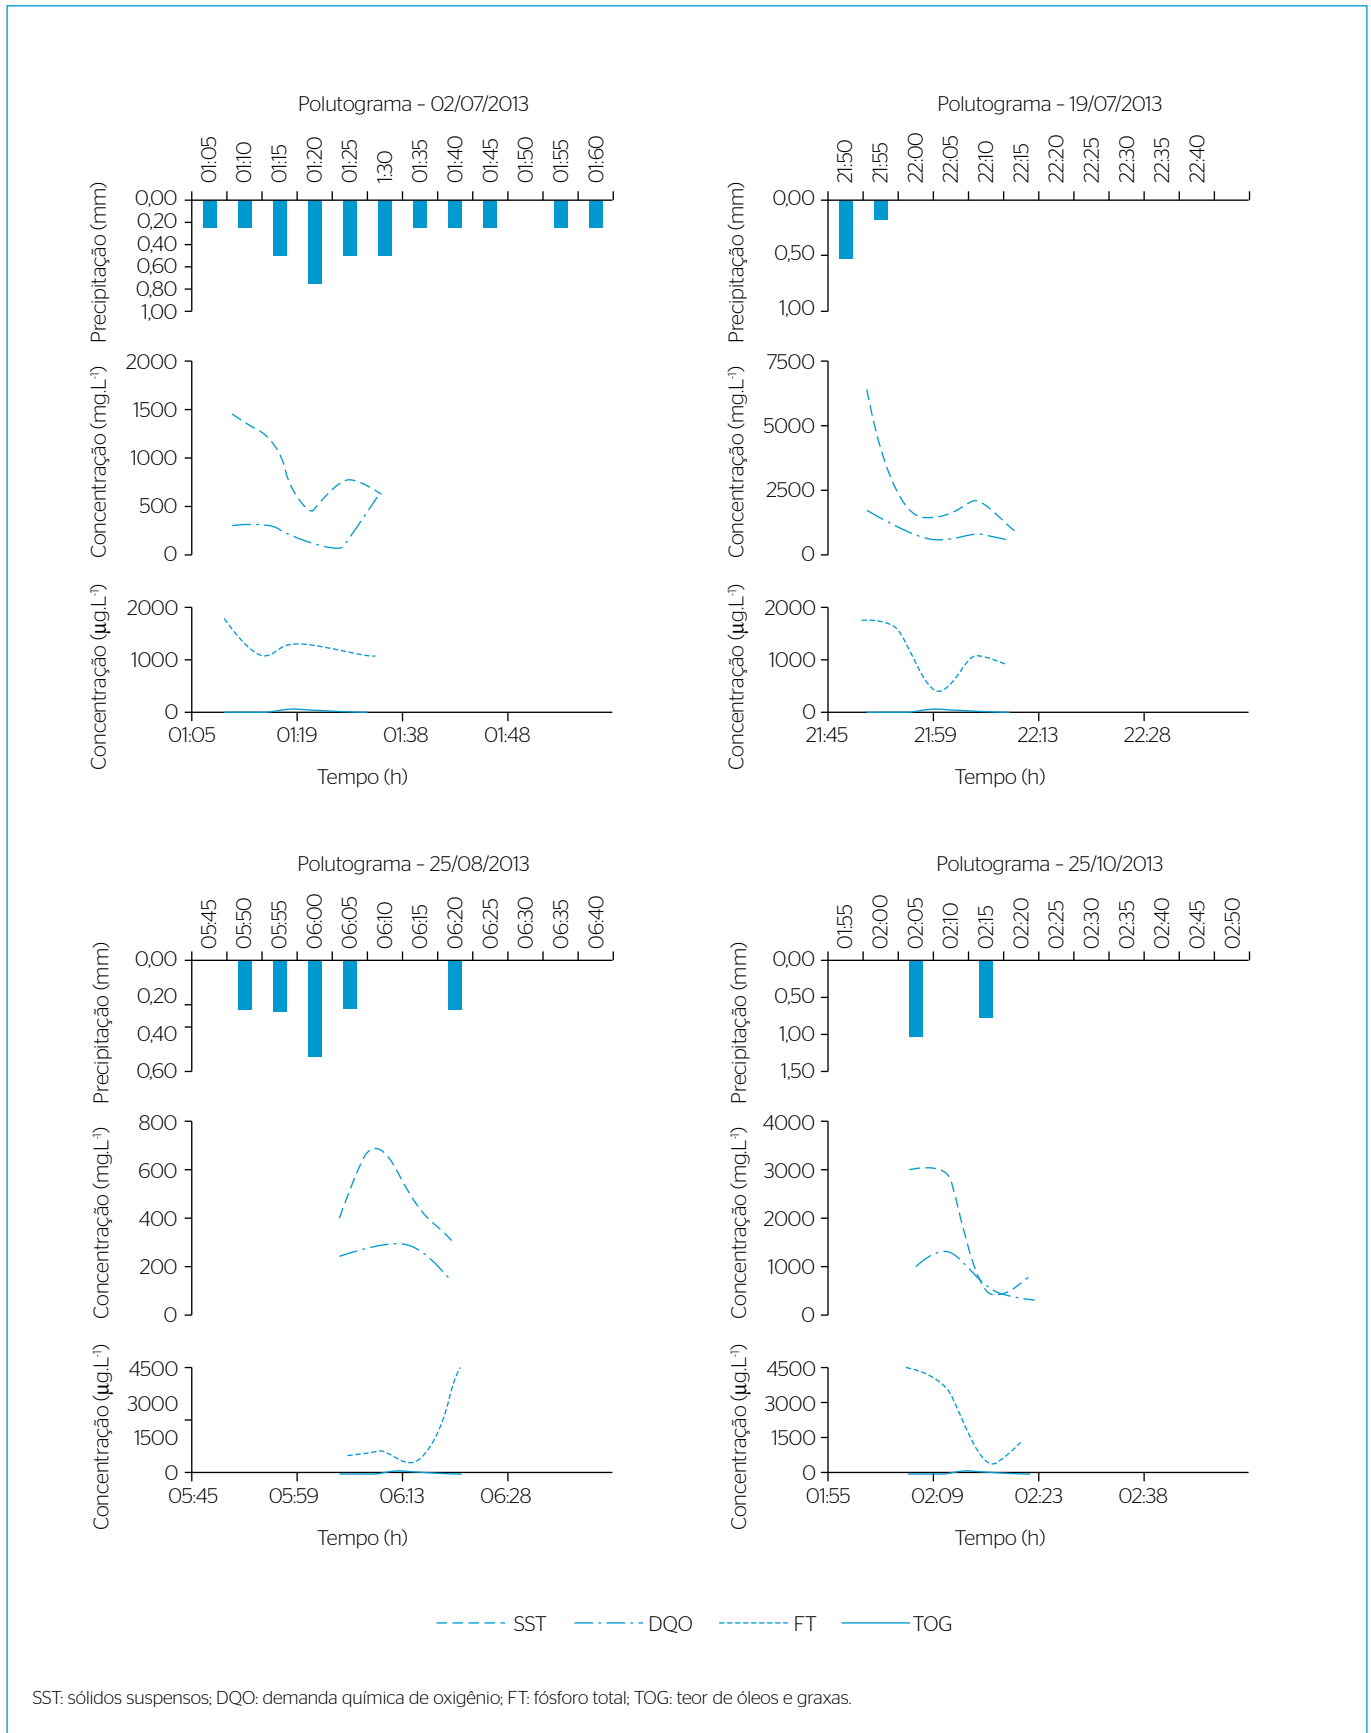 Polutograma – 02/07/2013
01:05 01:10 01:15 01:20 01:25 1:30 01:35 01:40 01:45 01:50 01:55 01:60
Precipitação (mm)
0,00
0,20
0,40
0,60
0,80
1,00
Concentração (mg.L⁻¹)
2000
1500
1000
500
0
Concentração (µg.L⁻¹)
2000
1000
0
01:05 01:19 01:38 01:48
Tempo (h)
Polutograma – 19/07/2013
21:50 21:55 22:00 22:05 22:10 22:15 22:20 22:25 22:30 22:35 22:40
Precipitação (mm)
0,00
0,50
1,00
Concentração (mg.L⁻¹)
7500
5000
2500
0
Concentração (µg.L⁻¹)
2000
1000
0
21:45 21:59 22:13 22:28
Tempo (h)
Polutograma – 25/08/2013
05:45 05:50 05:55 06:00 06:05 06:10 06:15 06:20 06:25 06:30 06:35 06:40
Precipitação (mm)
0,00
0,20
0,40
0,60
Concentração (mg.L⁻¹)
800
600
400
200
0
Concentração (µg.L⁻¹)
4500
3000
1500
0
05:45 05:59 06:13 06:28
Tempo (h)
Polutograma – 25/10/2013
01:55 02:00 02:05 02:10 02:15 02:20 02:25 02:30 02:35 02:40 02:45 02:50
Precipitação (mm)
0,00
0,50
1,00
1,50
Concentração (mg.L⁻¹)
4000
3000
2000
1000
0
Concentração (µg.L⁻¹)
4500
3000
1500
0
01:55 02:09 02:23 02:38
Tempo (h)
SST DQO FT TOG
SST: sólidos suspensos; DQO: demanda química de oxigênio; FT: fósforo total; TOG: teor de óleos e graxas.